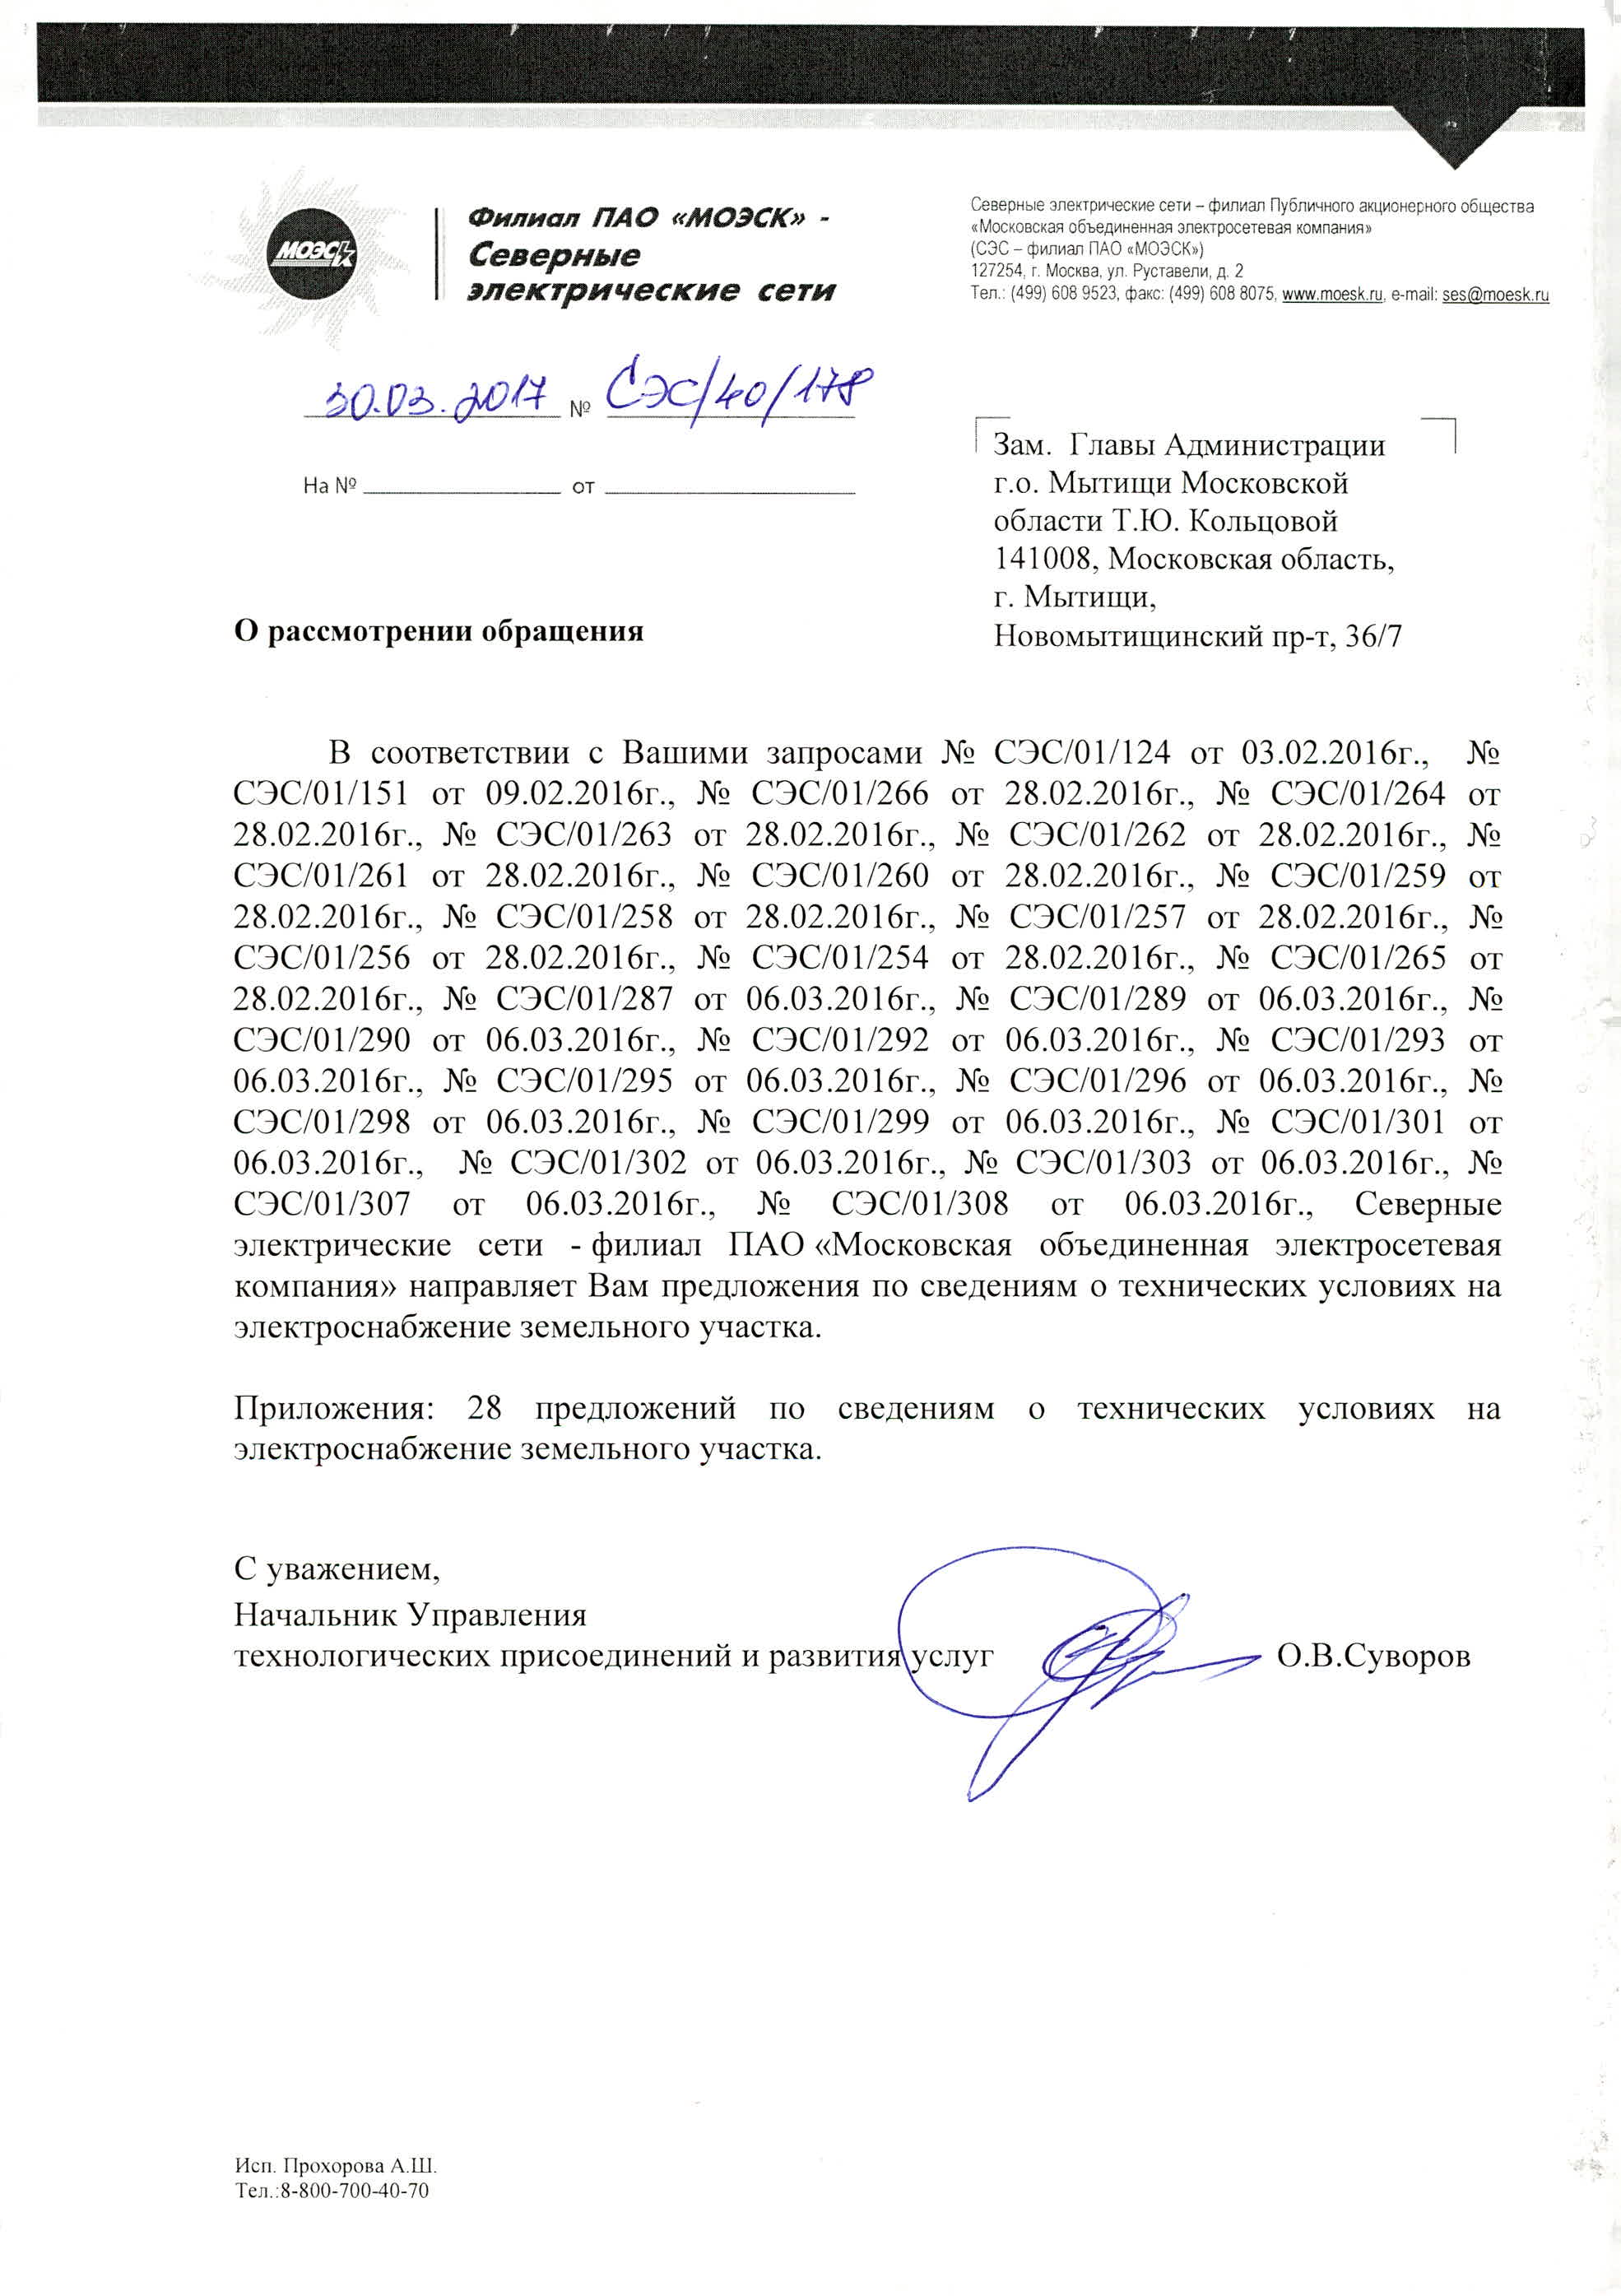 МОЭСК
Филиал ПАО «МОЭСК» -
Северные
электрические сети
Северные электрические сети – филиал Публичного акционерного общества
«Московская объединенная электросетевая компания»
(СЭС – филиал ПАО «МОЭСК»)
127254, г. Москва, ул. Руставели, д. 2
Тел.: (499) 608 9523, факс: (499) 608 8075, www.moesk.ru, e-mail: ses@moesk.ru
30.03.2017 № СЭС/40/178
На № от
Зам. Главы Администрации
г.о. Мытищи Московской
области Т.Ю. Кольцовой
141008, Московская область,
г. Мытищи,
Новомытищинский пр-т, 36/7
О рассмотрении обращения
В соответствии с Вашими запросами № СЭС/01/124 от 03.02.2016г., №
СЭС/01/151 от 09.02.2016г., № СЭС/01/266 от 28.02.2016г., № СЭС/01/264 от
28.02.2016г., № СЭС/01/263 от 28.02.2016г., № СЭС/01/262 от 28.02.2016г., №
СЭС/01/261 от 28.02.2016г., № СЭС/01/260 от 28.02.2016г., № СЭС/01/259 от
28.02.2016г., № СЭС/01/258 от 28.02.2016г., № СЭС/01/257 от 28.02.2016г., №
СЭС/01/256 от 28.02.2016г., № СЭС/01/254 от 28.02.2016г., № СЭС/01/265 от
28.02.2016г., № СЭС/01/287 от 06.03.2016г., № СЭС/01/289 от 06.03.2016г., №
СЭС/01/290 от 06.03.2016г., № СЭС/01/292 от 06.03.2016г., № СЭС/01/293 от
06.03.2016г., № СЭС/01/295 от 06.03.2016г., № СЭС/01/296 от 06.03.2016г., №
СЭС/01/298 от 06.03.2016г., № СЭС/01/299 от 06.03.2016г., № СЭС/01/301 от
06.03.2016г., № СЭС/01/302 от 06.03.2016г., № СЭС/01/303 от 06.03.2016г., №
СЭС/01/307 от 06.03.2016г., № СЭС/01/308 от 06.03.2016г., Северные
электрические сети - филиал ПАО «Московская объединенная электросетевая
компания» направляет Вам предложения по сведениям о технических условиях на
электроснабжение земельного участка.
Приложения: 28 предложений по сведениям о технических условиях на
электроснабжение земельного участка.
С уважением,
Начальник Управления
технологических присоединений и развития услуг О.В.Суворов
Исп. Прохорова А.Ш.
Тел.:8-800-700-40-70